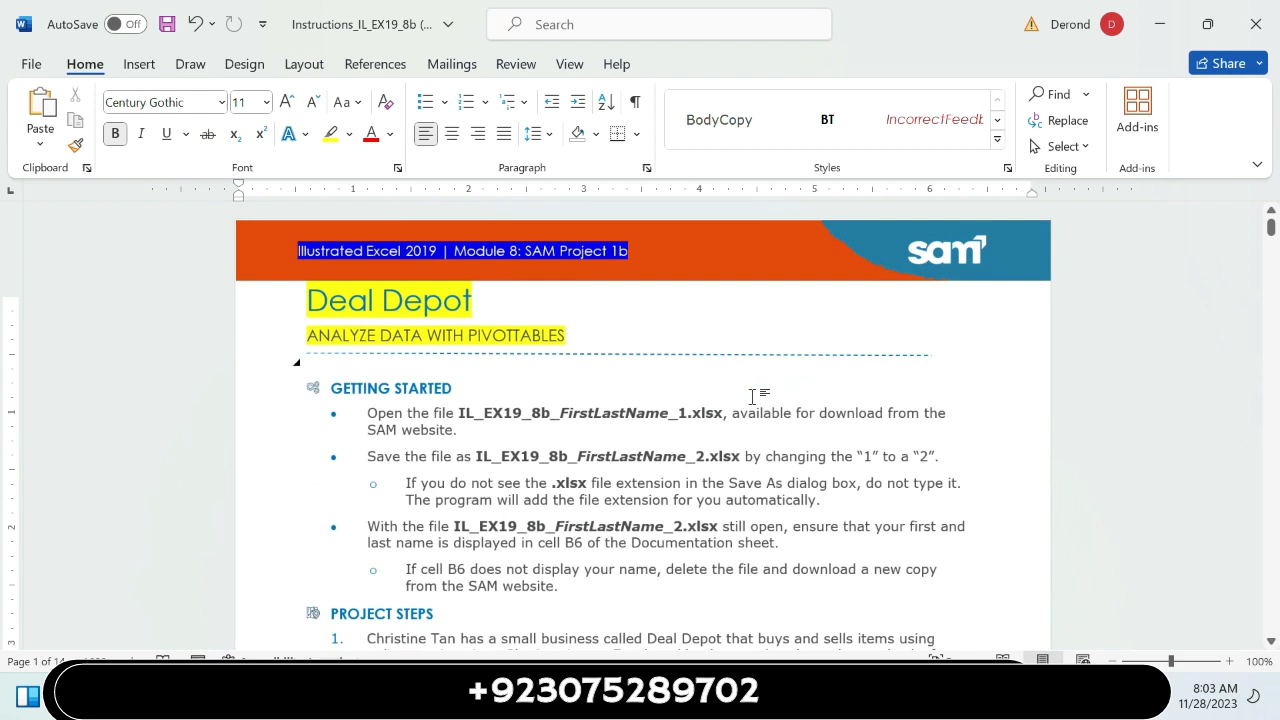 AutoSave Off Instructions_IL_EX19_8b (... Search Derond D
File Home Insert Draw Design Layout References Mailings Review View Help Share
Paste Century Gothic 11 Aa BodyCopy BT IncorrectFeedb Find Replace Select Add-ins
Clipboard Font Paragraph Styles Editing Add-ins
1 2 3 4 5 6
Illustrated Excel 2019 | Module 8: SAM Project 1b
sam
Deal Depot
ANALYZE DATA WITH PIVOTTABLES
GETTING STARTED
• Open the file IL_EX19_8b_FirstLastName_1.xlsx, available for download from the
SAM website.
• Save the file as IL_EX19_8b_FirstLastName_2.xlsx by changing the “1” to a “2”.
o If you do not see the .xlsx file extension in the Save As dialog box, do not type it.
The program will add the file extension for you automatically.
• With the file IL_EX19_8b_FirstLastName_2.xlsx still open, ensure that your first and
last name is displayed in cell B6 of the Documentation sheet.
o If cell B6 does not display your name, delete the file and download a new copy
from the SAM website.
PROJECT STEPS
1. Christine Tan has a small business called Deal Depot that buys and sells items using
Page 1 of 14 100%
+923075289702
8:03 AM
11/28/2023